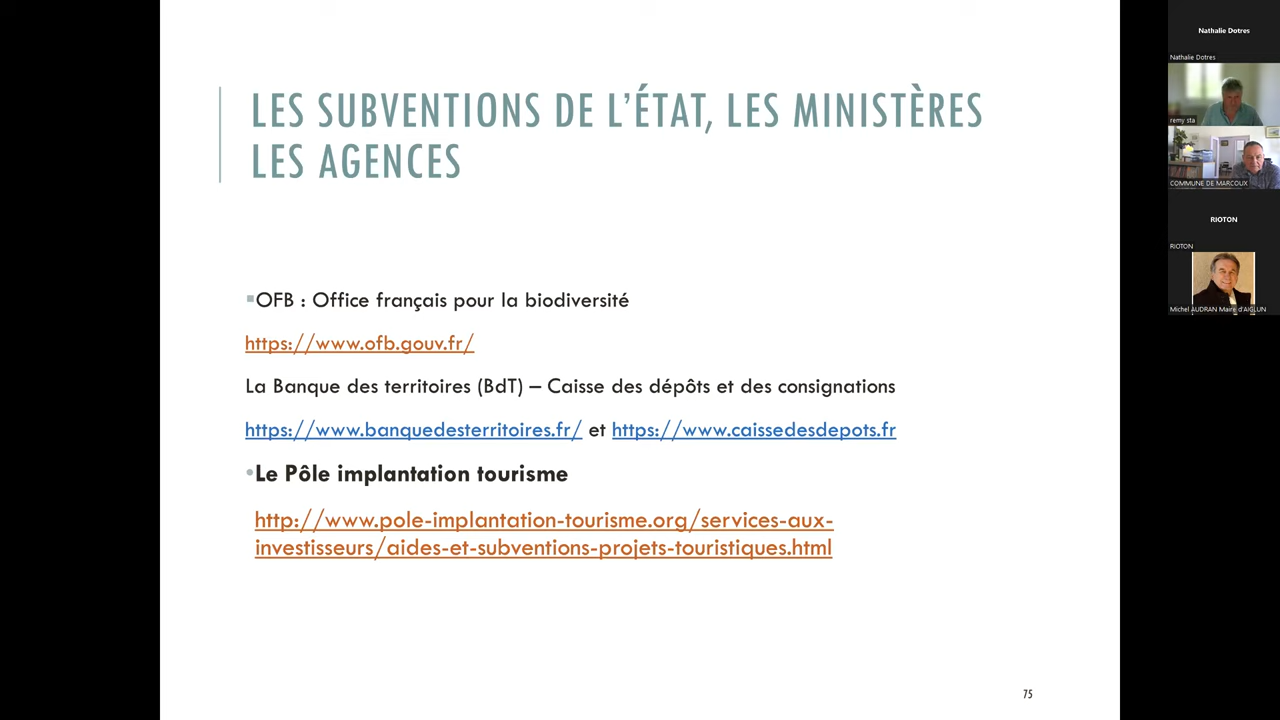 LES SUBVENTIONS DE L’ÉTAT, LES MINISTÈRES
LES AGENCES
OFB : Office français pour la biodiversité
https://www.ofb.gouv.fr/
La Banque des territoires (BdT) – Caisse des dépôts et des consignations
https://www.banquedesterritoires.fr/ et https://www.caissedesdepots.fr
Le Pôle implantation tourisme
http://www.pole-implantation-tourisme.org/services-aux-
investisseurs/aides-et-subventions-projets-touristiques.html
75
Nathalie Dotres
Nathalie Dotres
remy sta
COMMUNE DE MARCOUX
RIOTON
RIOTON
Michel AUDRAN Maire d'AIGLUN